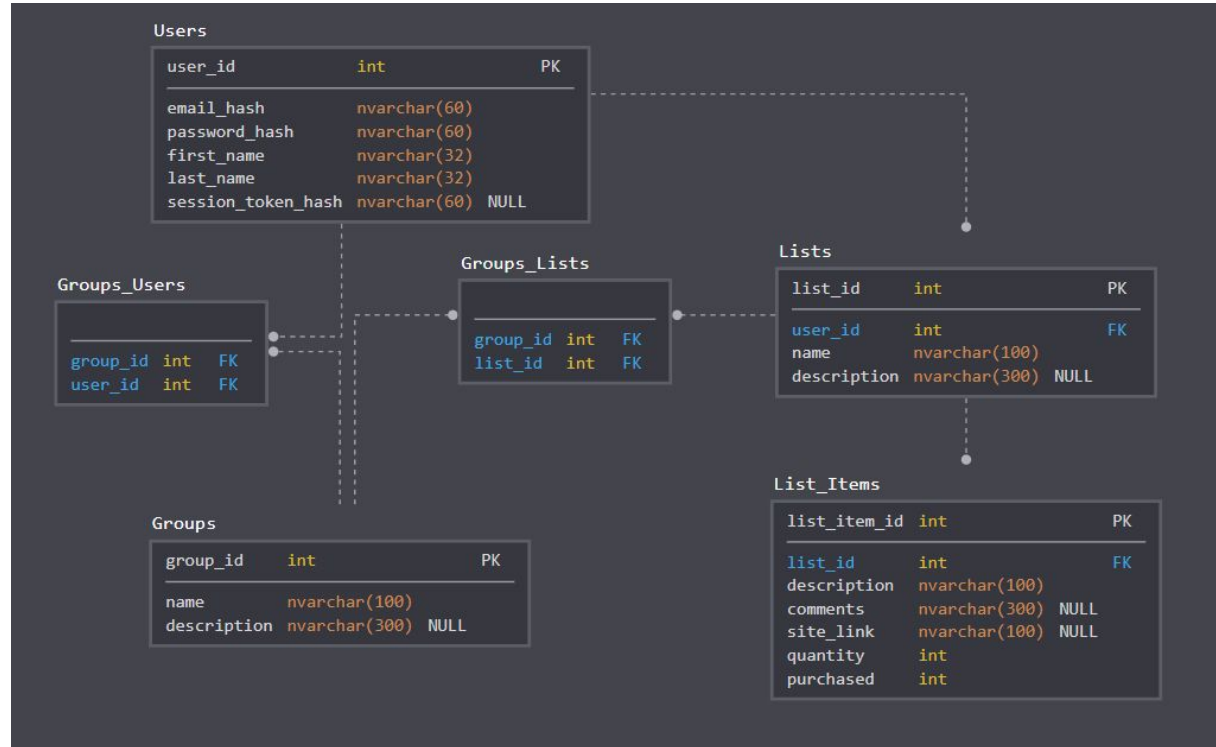 Users
user_id int PK
email_hash nvarchar(60)
password_hash nvarchar(60)
first_name nvarchar(32)
last_name nvarchar(32)
session_token_hash nvarchar(60) NULL
Groups_Users
group_id int FK
user_id int FK
Groups_Lists
group_id int FK
list_id int FK
Lists
list_id int PK
user_id int FK
name nvarchar(100)
description nvarchar(300) NULL
Groups
group_id int PK
name nvarchar(100)
description nvarchar(300) NULL
List_Items
list_item_id int PK
list_id int FK
description nvarchar(100)
comments nvarchar(300) NULL
site_link nvarchar(100) NULL
quantity int
purchased int